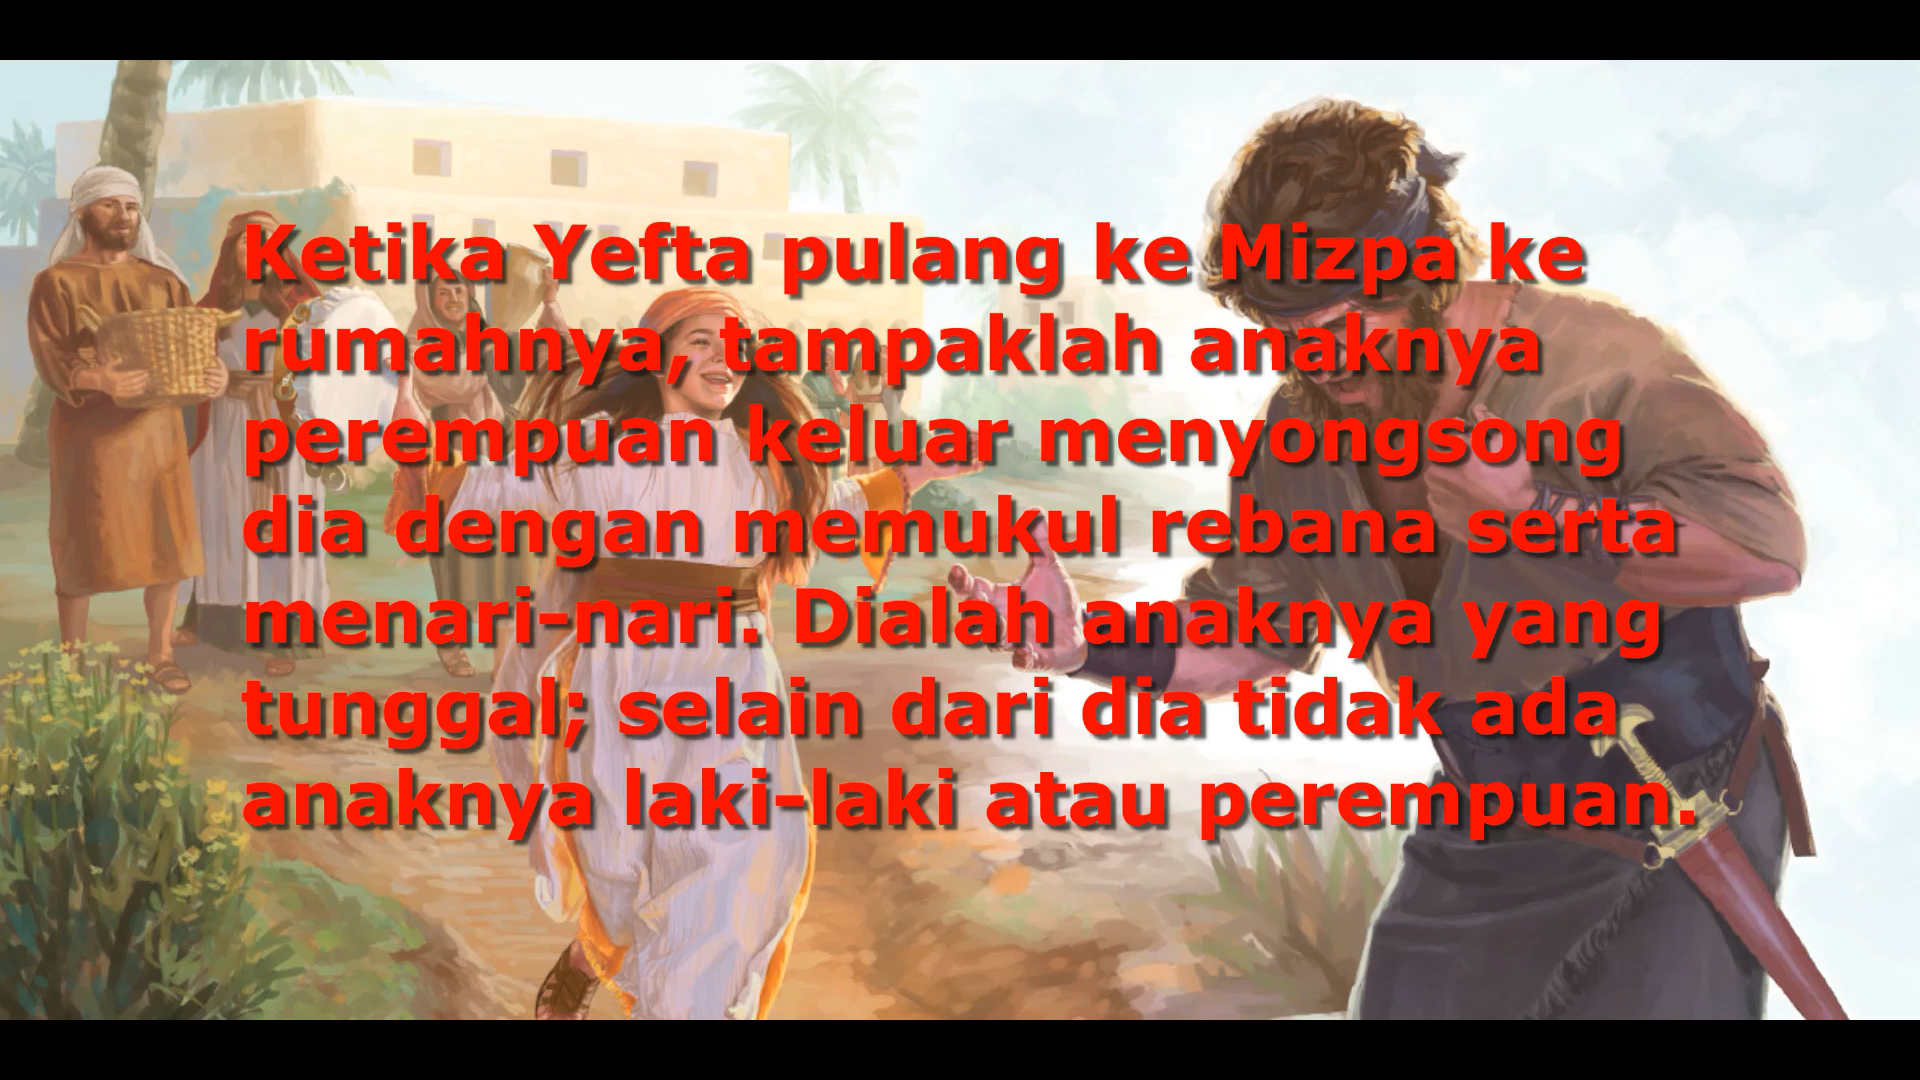 Ketika Yefta pulang ke Mizpa ke
rumahnya, tampaklah anaknya
perempuan keluar menyongsong
dia dengan memukul rebana serta
menari-nari. Dialah anaknya yang
tunggal; selain dari dia tidak ada
anaknya laki-laki atau perempuan.